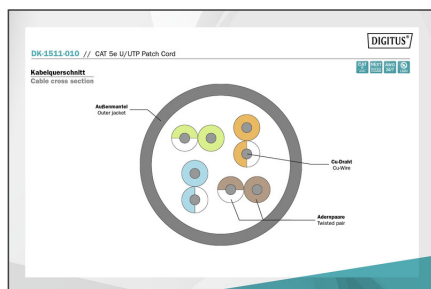 DIGITUS®
DK-1511-010 // CAT 5e U/UTP Patch Cord
Kabelquerschnitt
Cable cross section
Außenmantel
Outer jacket
Cu-Draht
Cu-Wire
Adernpaare
Twisted pair